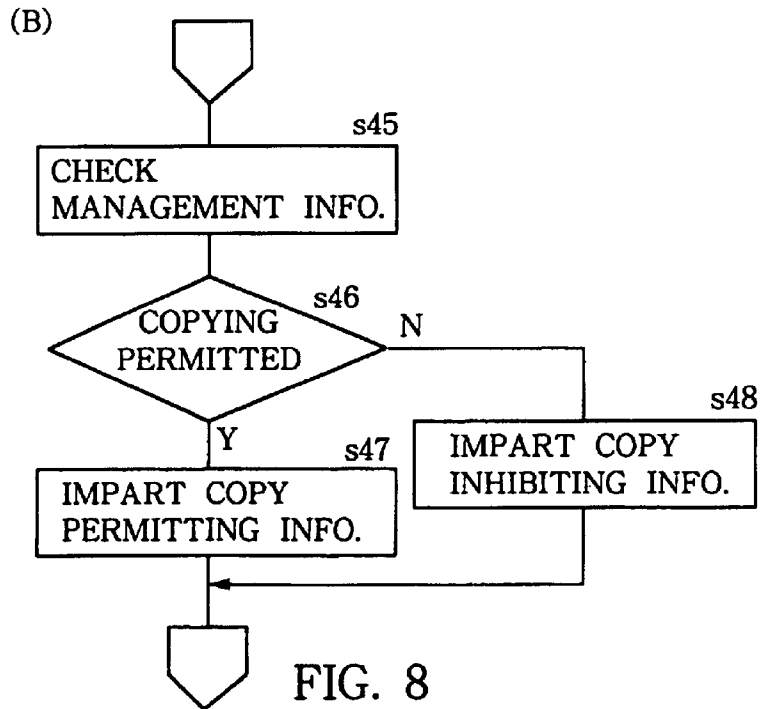 (B)
s45
CHECK
MANAGEMENT INFO.
s46
COPYING
PERMITTED
N
Y
s47
IMPART COPY
PERMITTING INFO.
s48
IMPART COPY
INHIBITING INFO.
FIG. 8